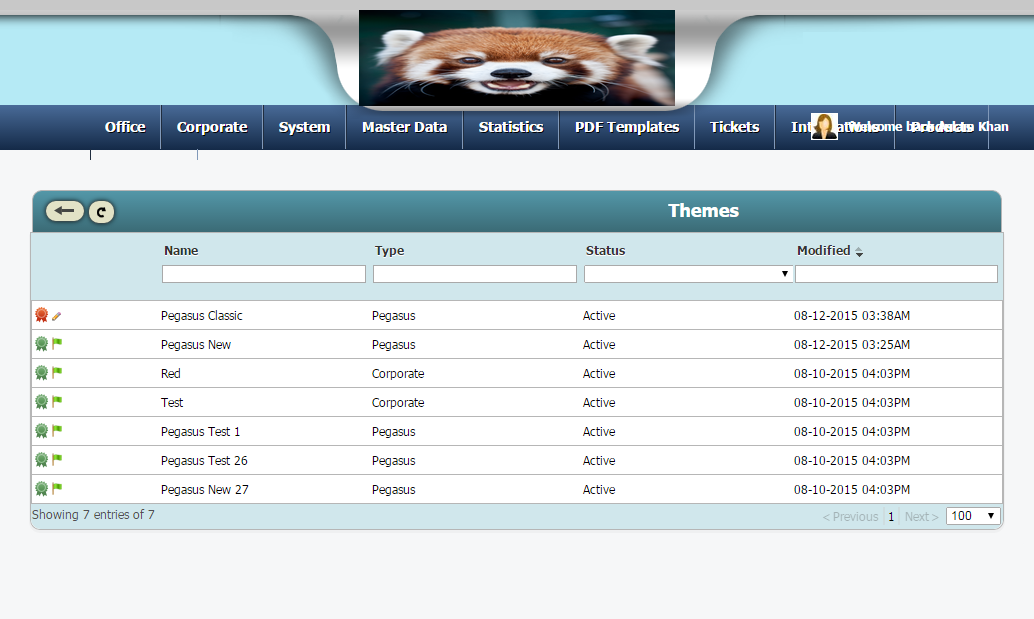 Office Corporate System Master Data Statistics PDF Templates Tickets Welcome Khan
Themes
Name Type Status Modified
Pegasus Classic Pegasus Active 08-12-2015 03:38AM
Pegasus New Pegasus Active 08-12-2015 03:25AM
Red Corporate Active 08-10-2015 04:03PM
Test Corporate Active 08-10-2015 04:03PM
Pegasus Test 1 Pegasus Active 08-10-2015 04:03PM
Pegasus Test 26 Pegasus Active 08-10-2015 04:03PM
Pegasus New 27 Pegasus Active 08-10-2015 04:03PM
Showing 7 entries of 7 < Previous 1 Next > 100